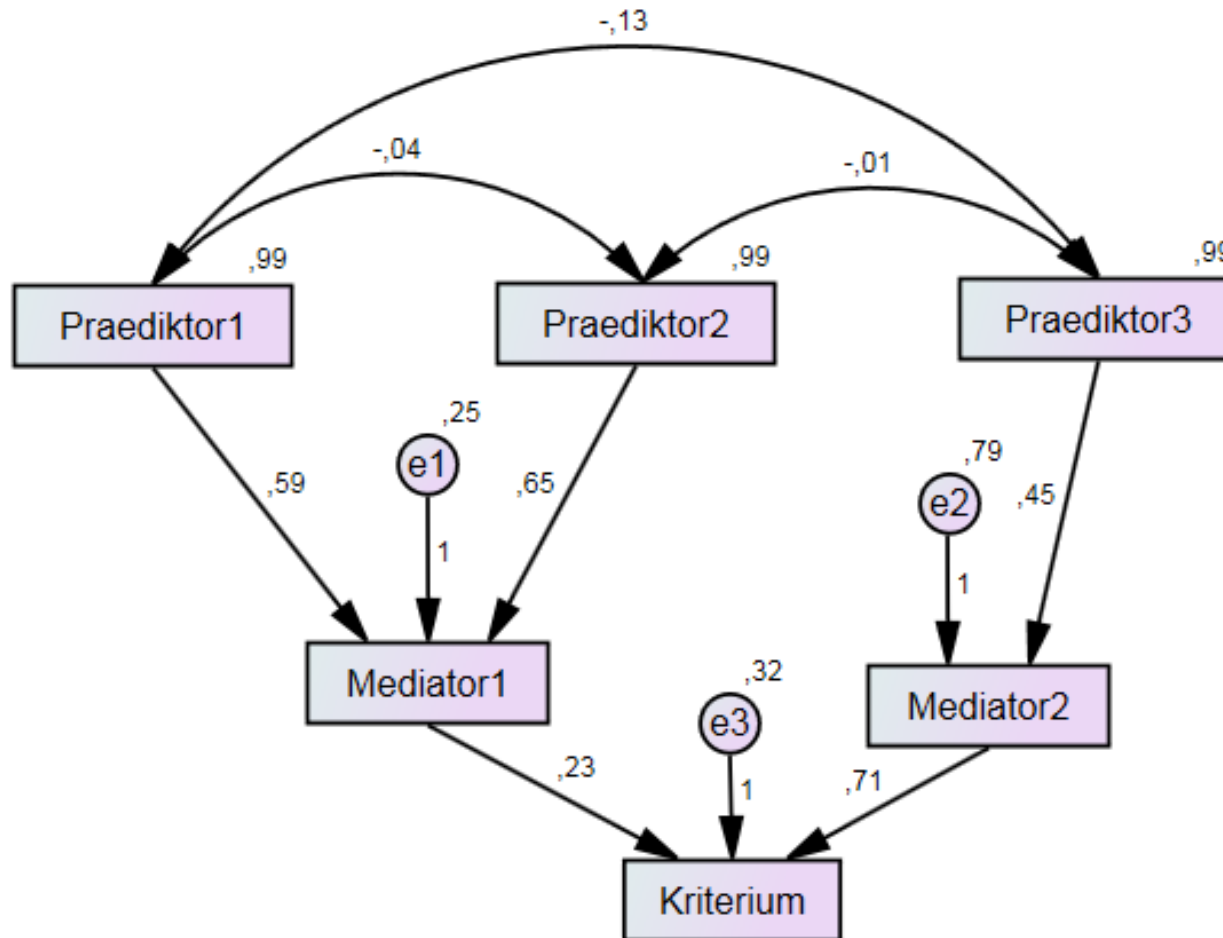 -,13
-,04
-,01
,99
,99
,99
Praediktor1
Praediktor2
Praediktor3
,25
e1
,59
,65
1
,79
e2
,45
1
Mediator1
,32
e3
Mediator2
,23
1
,71
Kriterium